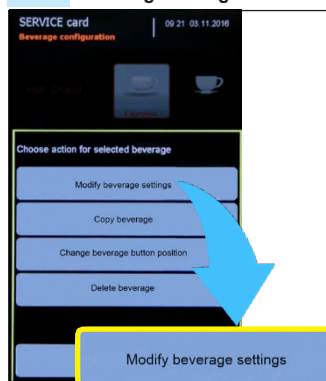 SERVICE card
09 21 03.11.2016
Beverage configuration
Espresso
Choose action for selected beverage
Modify beverage settings
Copy beverage
Change beverage button position
Delete beverage
Modify beverage settings